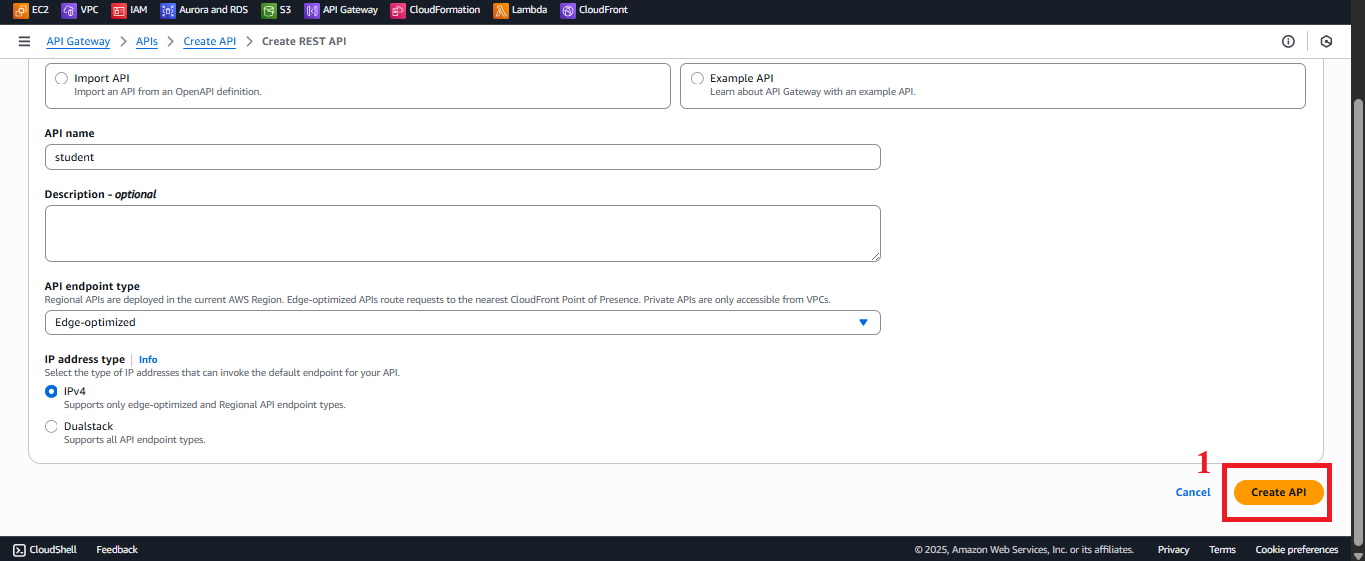 EC2 VPC IAM Aurora and RDS S3 API Gateway CloudFormation Lambda CloudFront
API Gateway > APIs > Create API > Create REST API
Import API
Import an API from an OpenAPI definition.
Example API
Learn about API Gateway with an example API.
API name
student
Description - optional
API endpoint type
Regional APIs are deployed in the current AWS Region. Edge-optimized APIs route requests to the nearest CloudFront Point of Presence. Private APIs are only accessible from VPCs.
Edge-optimized
IP address type Info
Select the type of IP addresses that can invoke the default endpoint for your API.
IPv4
Supports only edge-optimized and Regional API endpoint types.
Dualstack
Supports all API endpoint types.
1
Cancel Create API
CloudShell Feedback © 2025, Amazon Web Services, Inc. or its affiliates. Privacy Terms Cookie preferences